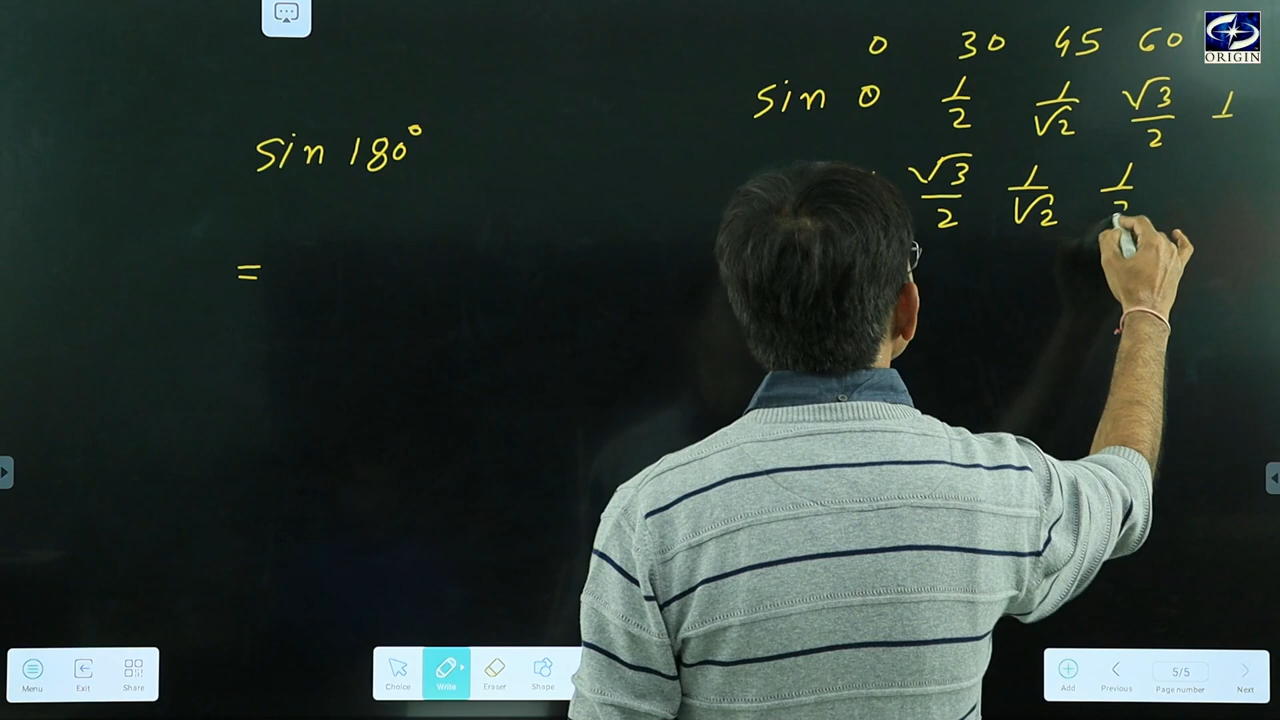 ORIGIN
0 30 45 60
sin 0 1/2 1/√2 √3/2 1
sin 180°
√3/2 1/√2 1/2
=
Menu Exit Share
Choice Write Eraser Shape
Add Previous 5/5 Page number Next